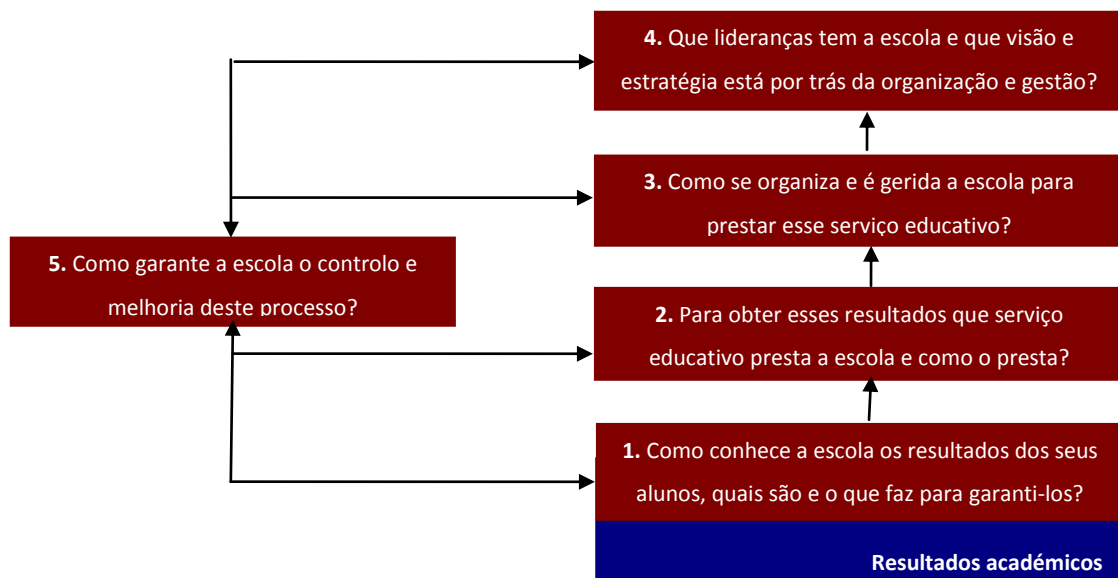 4. Que lideranças tem a escola e que visão e
estratégia está por trás da organização e gestão?
3. Como se organiza e é gerida a escola para
prestar esse serviço educativo?
5. Como garante a escola o controlo e
melhoria deste processo?
2. Para obter esses resultados que serviço
educativo presta a escola e como o presta?
1. Como conhece a escola os resultados dos seus
alunos, quais são e o que faz para garanti-los?
Resultados académicos